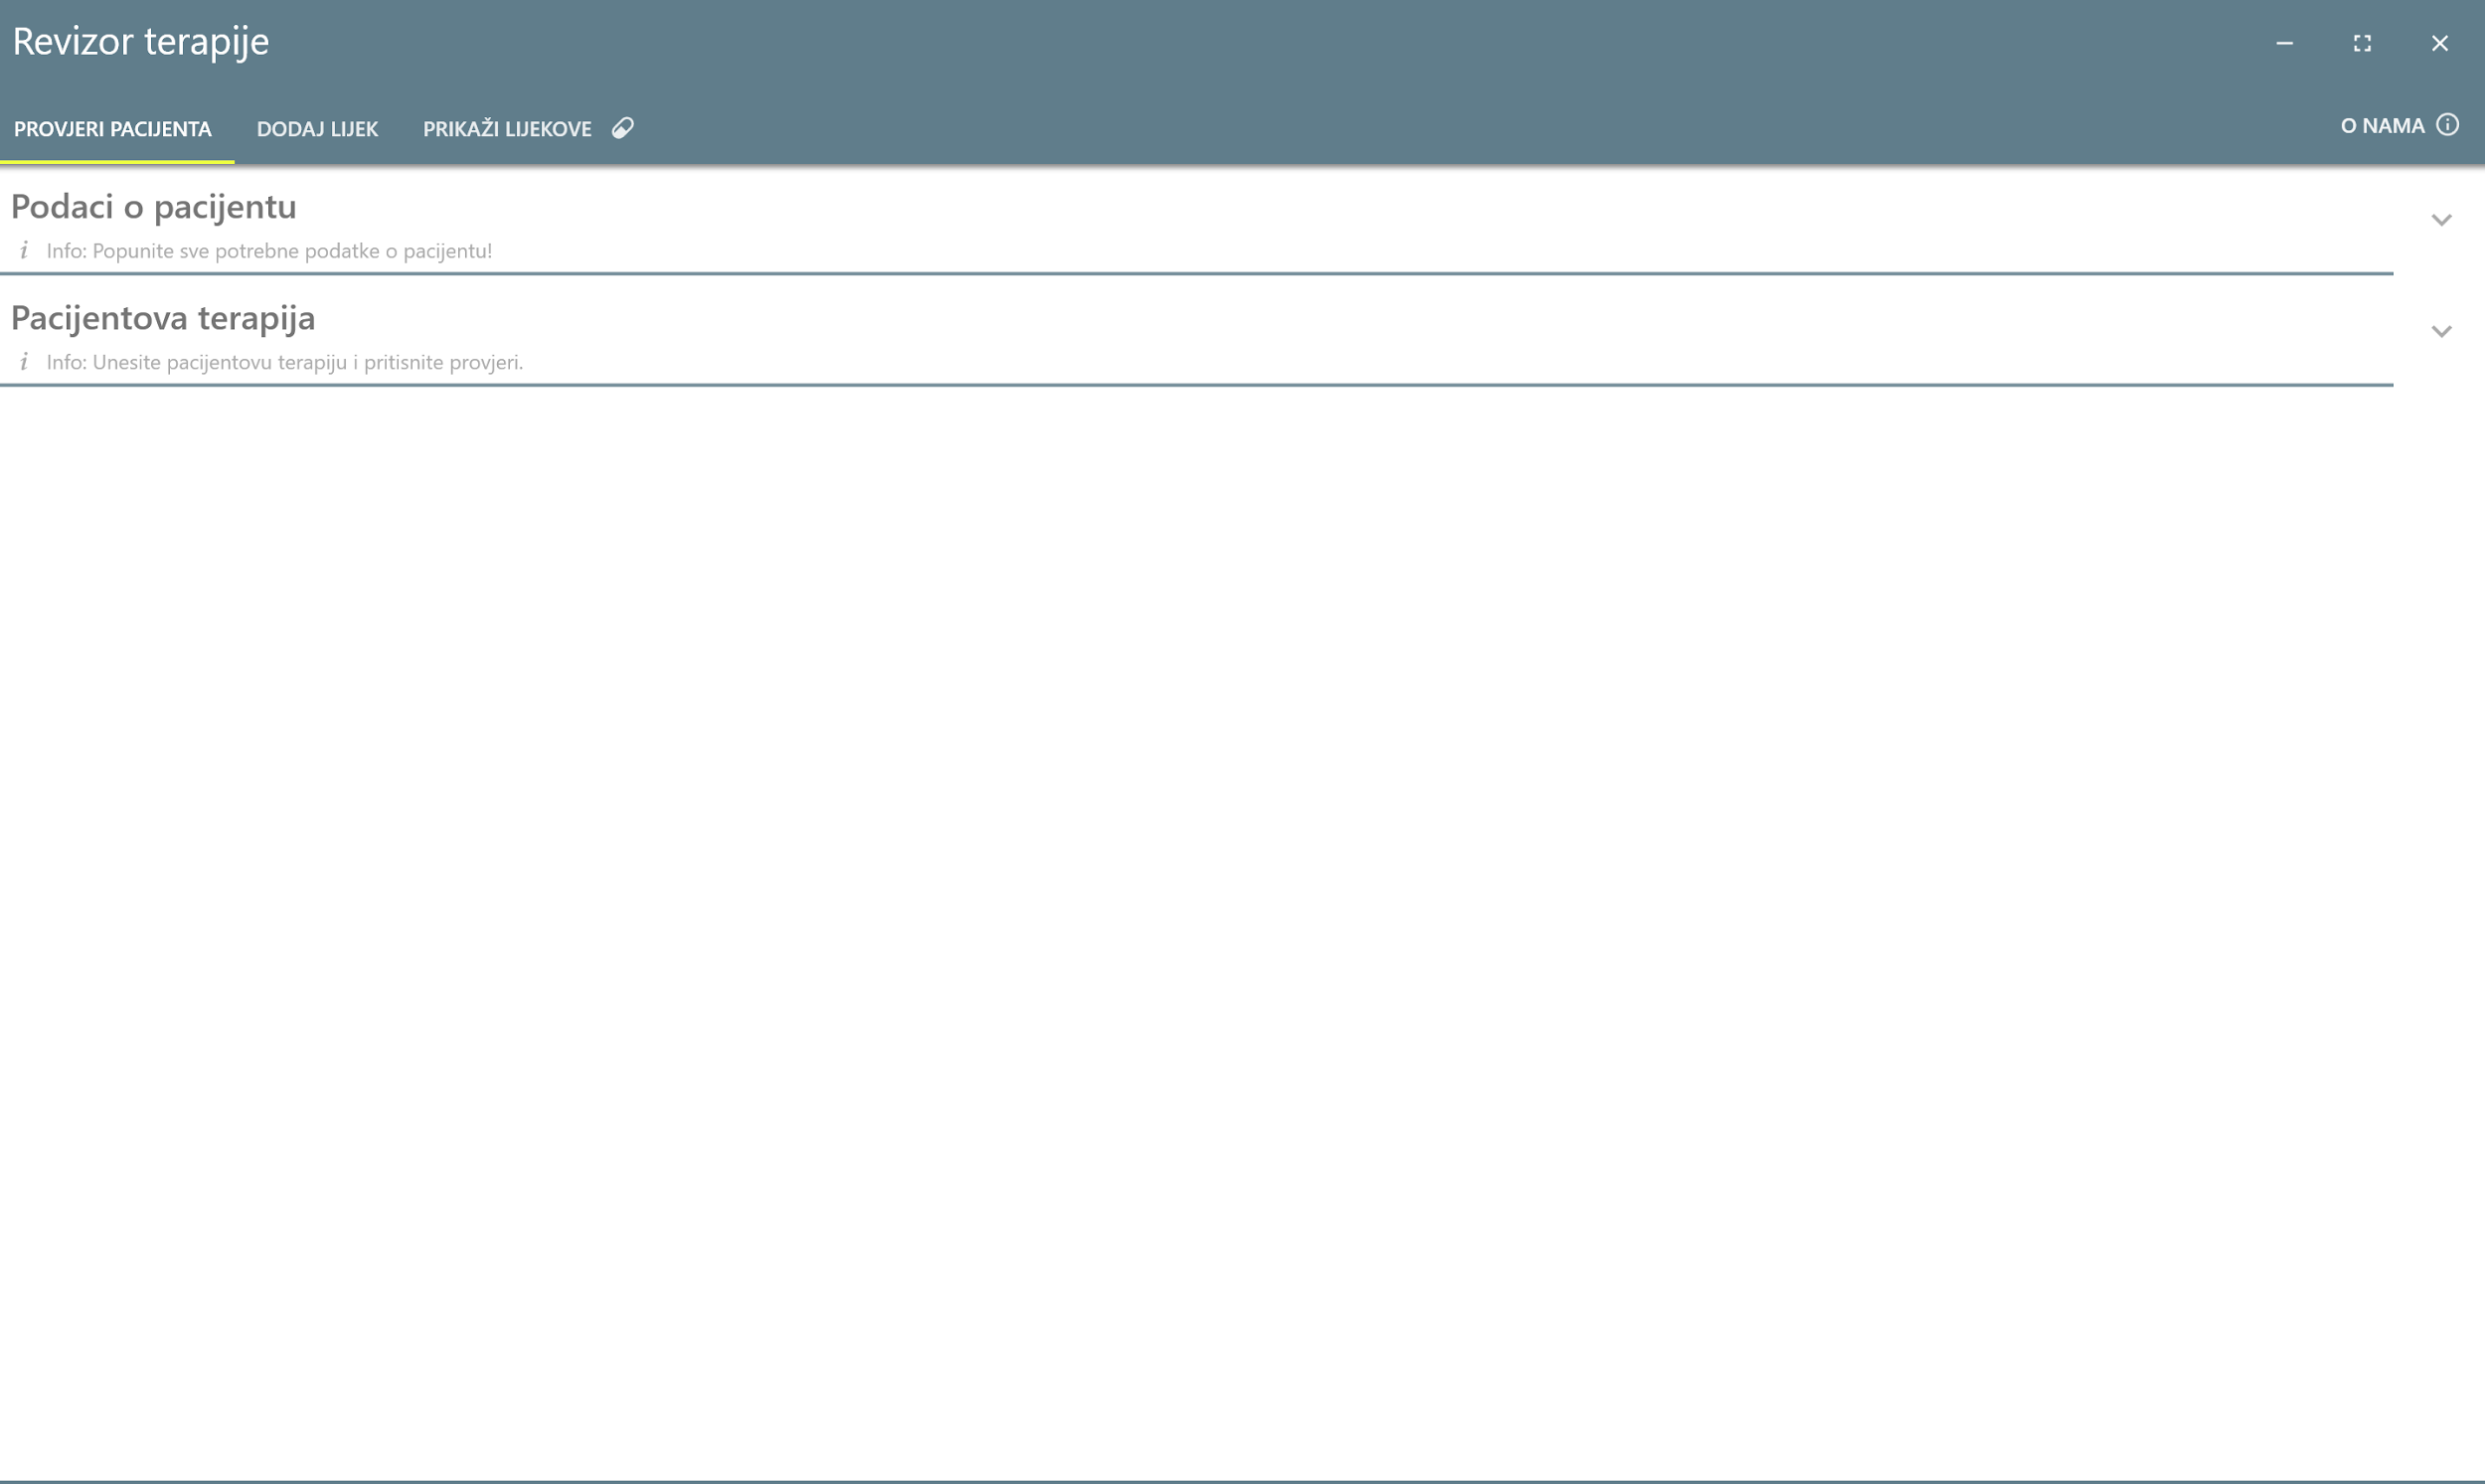 Revizor terapije
PROVJERI PACIJENTA DODAJ LIJEK PRIKAŽI LIJEKOVE O NAMA
Podaci o pacijentu
i Info: Popunite sve potrebne podatke o pacijentu!
Pacijentova terapija
i Info: Unesite pacijentovu terapiju i pritisnite provjeri.